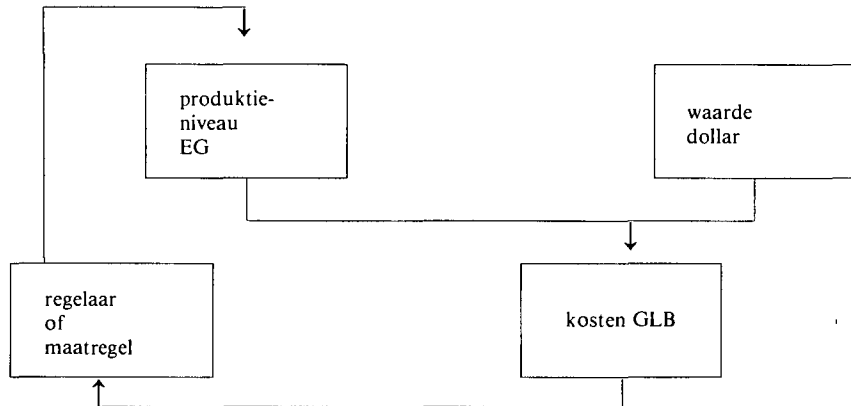 produktie-
niveau
EG
waarde
dollar
regelaar
of
maatregel
kosten GLB